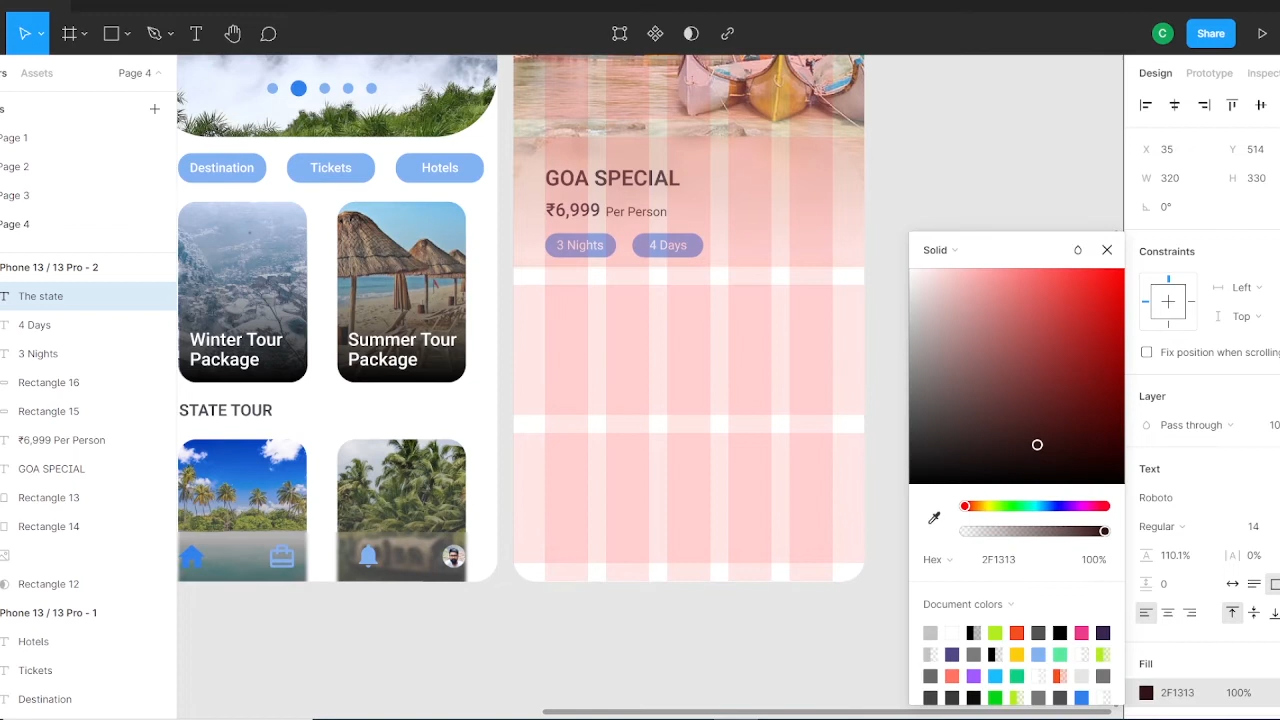 Share
rs
Assets
Page 4
s
Page 1
Page 2
Page 3
Page 4
Phone 13 / 13 Pro - 2
The state
4 Days
3 Nights
Rectangle 16
Rectangle 15
₹6,999 Per Person
GOA SPECIAL
Rectangle 13
Rectangle 14
Rectangle 12
Phone 13 / 13 Pro - 1
Hotels
Tickets
Destination
Destination
Tickets
Hotels
Winter Tour
Package
Summer Tour
Package
STATE TOUR
GOA SPECIAL
₹6,999 Per Person
3 Nights
4 Days
Solid
Hex
2F1313
100%
Document colors
C
Design
Prototype
Inspect
X 35
Y 514
W 320
H 330
0°
Constraints
Left
Top
Fix position when scrolling
Layer
Pass through
10
Text
Roboto
Regular
14
110.1%
0%
0
Fill
2F1313
100%